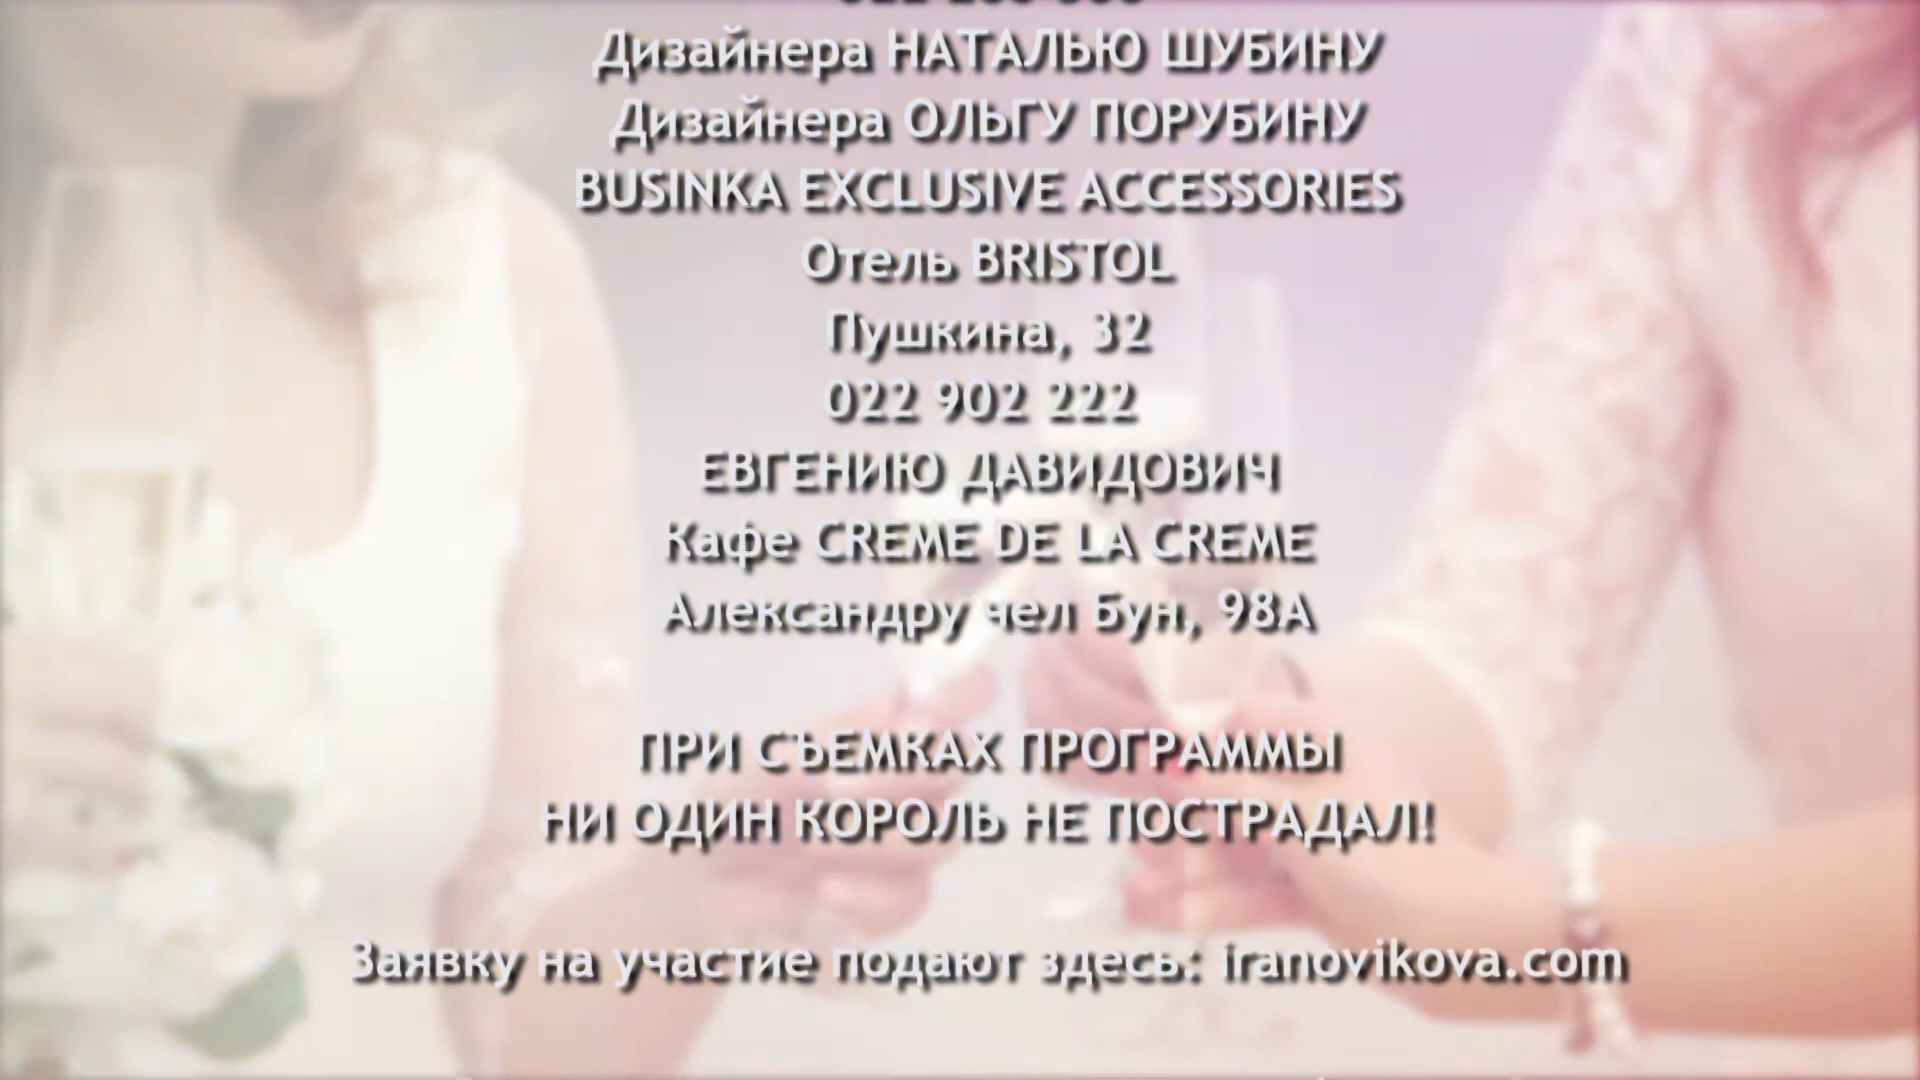 Дизайнера НАТАЛЬЮ ШУБИНУ
Дизайнера ОЛЬГУ ПОРУБИНУ
BUSINKA EXCLUSIVE ACCESSORIES
Отель BRISTOL
Пушкина, 32
022 902 222
ЕВГЕНИЮ ДАВИДОВИЧ
Кафе CREME DE LA CREME
Александру чел Бун, 98А
ПРИ СЪЕМКАХ ПРОГРАММЫ
НИ ОДИН КОРОЛЬ НЕ ПОСТРАДАЛ!
Заявку на участие подают здесь: iranovikova.com